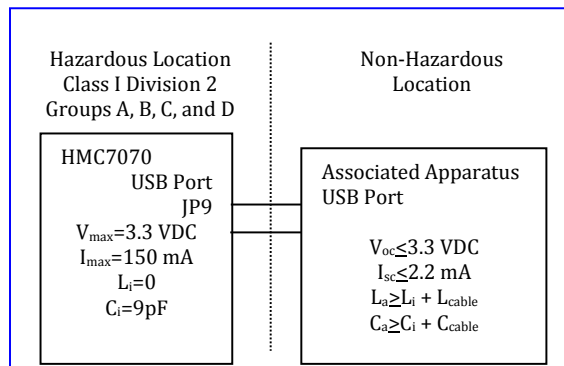 Hazardous Location
Class I Division 2
Groups A, B, C, and D
Non-Hazardous
Location
HMC7070
USB Port
JP9
Vmax=3.3 VDC
Imax=150 mA
Li=0
Ci=9pF
Associated Apparatus
USB Port
Voc≤3.3 VDC
Isc≤2.2 mA
La≥Li + Lcable
Ca≥Ci + Ccable